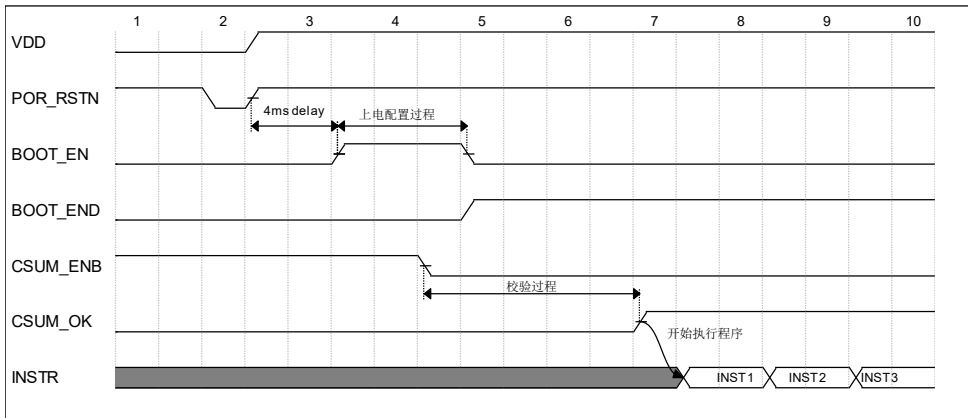 1 2 3 4 5 6 7 8 9 10
VDD
POR_RSTN
4ms delay 上电配置过程
BOOT_EN
BOOT_END
CSUM_ENB
校验过程
CSUM_OK
开始执行程序
INSTR INST1 INST2 INST3